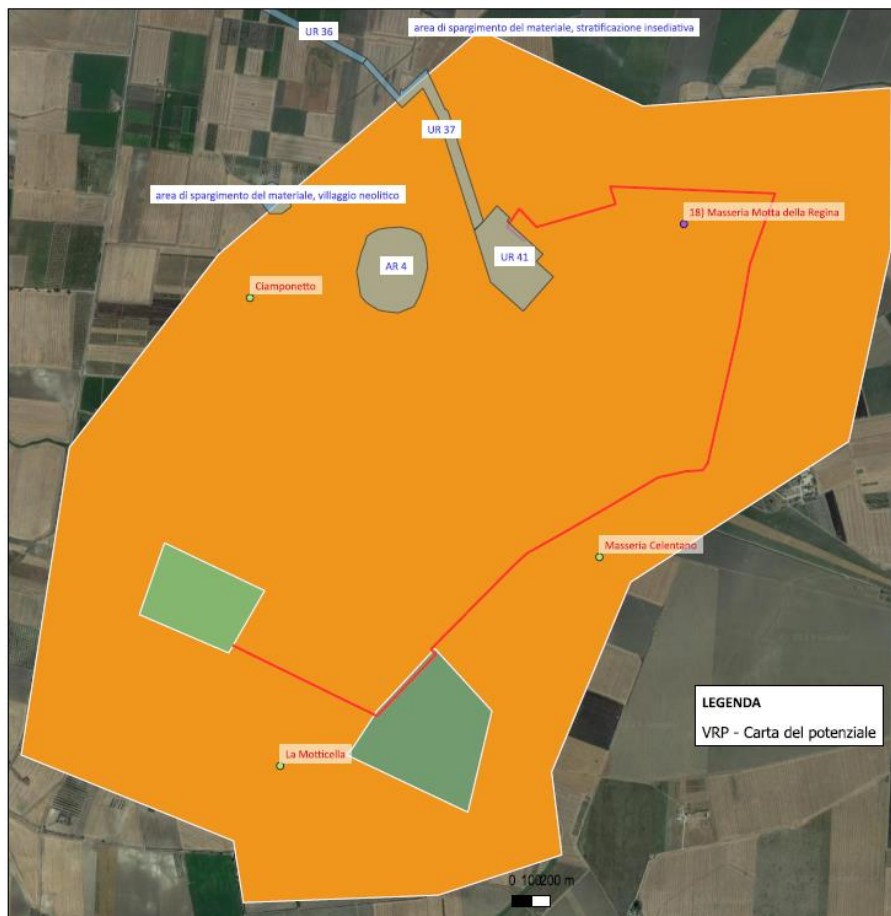 UR 36
area di spargimento del materiale, stratificazione insediativa
UR 37
area di spargimento del materiale, villaggio neolitico
18) Masseria Motta della Regina
AR 4
UR 41
Ciamponetto
Masseria Celentano
LEGENDA
VRP - Carta del potenziale
La Motticella
0 100200 m